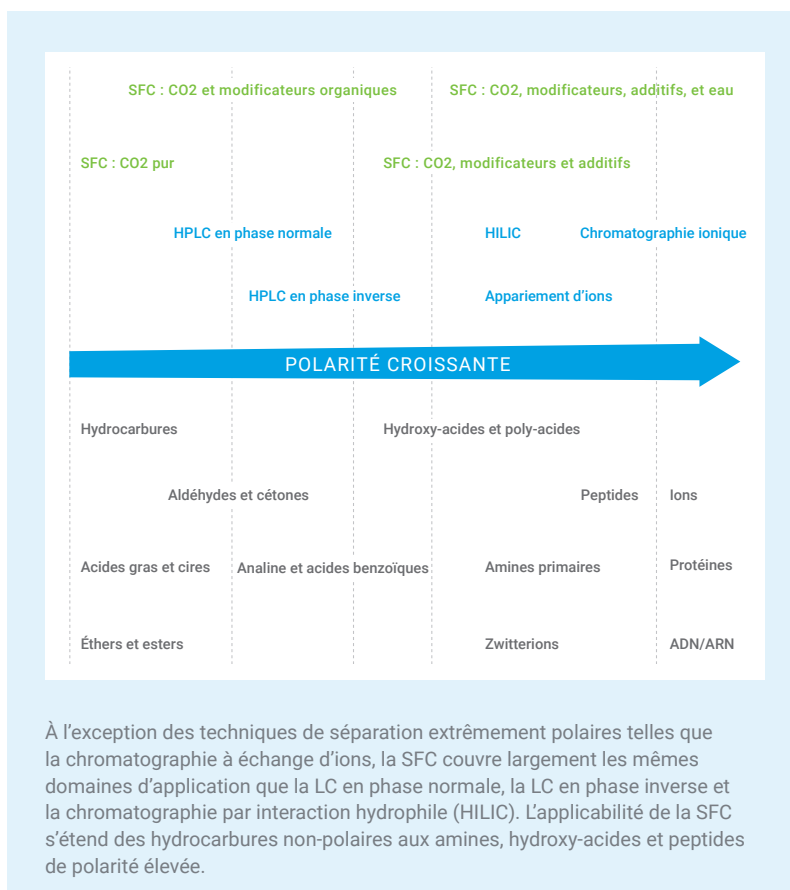 SFC : CO2 et modificateurs organiques
SFC : CO2, modificateurs, additifs, et eau
SFC : CO2 pur
SFC : CO2, modificateurs et additifs
HPLC en phase normale
HILIC
Chromatographie ionique
HPLC en phase inverse
Appariement d’ions
POLARITÉ CROISSANTE
Hydrocarbures
Hydroxy-acides et poly-acides
Aldéhydes et cétones
Peptides
Ions
Acides gras et cires
Analine et acides benzoïques
Amines primaires
Protéines
Éthers et esters
Zwitterions
ADN/ARN
À l’exception des techniques de séparation extrêmement polaires telles que
la chromatographie à échange d’ions, la SFC couvre largement les mêmes
domaines d’application que la LC en phase normale, la LC en phase inverse et
la chromatographie par interaction hydrophile (HILIC). L’applicabilité de la SFC
s’étend des hydrocarbures non-polaires aux amines, hydroxy-acides et peptides
de polarité élevée.